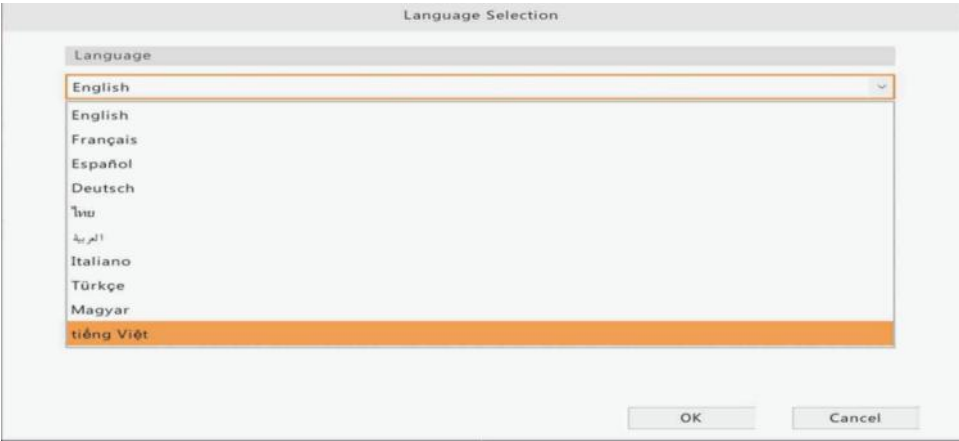 Language Selection
Language
English
English
Français
Español
Deutsch
ไทย
العربية
Italiano
Türkçe
Magyar
tiếng Việt
OK
Cancel